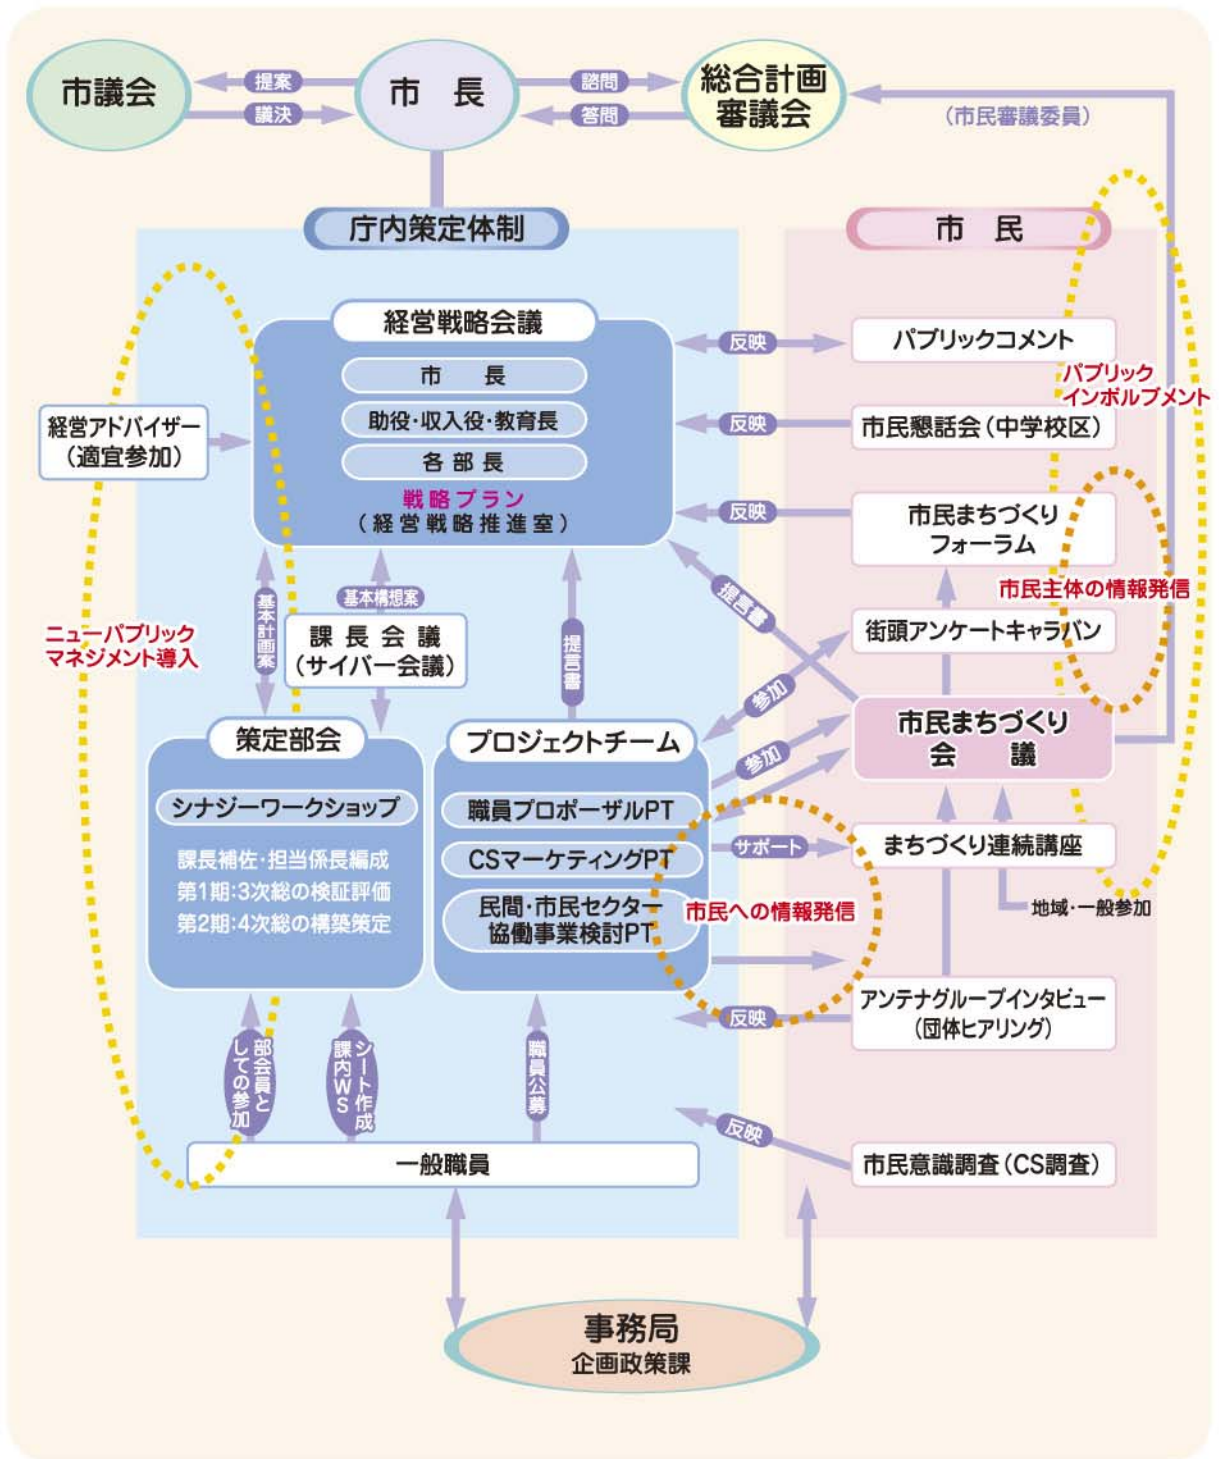 市議会
提案
議決
市 長
諮問
答問
総合計画
審議会
(市民審議委員)
庁内策定体制
市 民
経営戦略会議
市 長
助役・収入役・教育長
各部長
戦略プラン
(経営戦略推進室)
経営アドバイザー
(適宜参加)
反映
パブリックコメント
パブリック
インボルブメント
反映
市民懇話会(中学校区)
反映
市民まちづくり
フォーラム
市民主体の情報発信
提言書
街頭アンケートキャラバン
ニューパブリック
マネジメント導入
基本計画案
基本構想案
課長会議
(サイバー会議)
提言書
参加
参加
市民まちづくり
会 議
策定部会
シナジーワークショップ
課長補佐・担当係長編成
第1期:3次総の検証評価
第2期:4次総の構築策定
プロジェクトチーム
職員プロポーザルPT
CSマーケティングPT
民間・市民セクター
協働事業検討PT
サポート
まちづくり連続講座
市民への情報発信
地域・一般参加
反映
アンテナグループインタビュー
(団体ヒアリング)
部会員と
しての参加
シート作成
課内WS
職員公募
反映
市民意識調査(CS調査)
一般職員
事務局
企画政策課